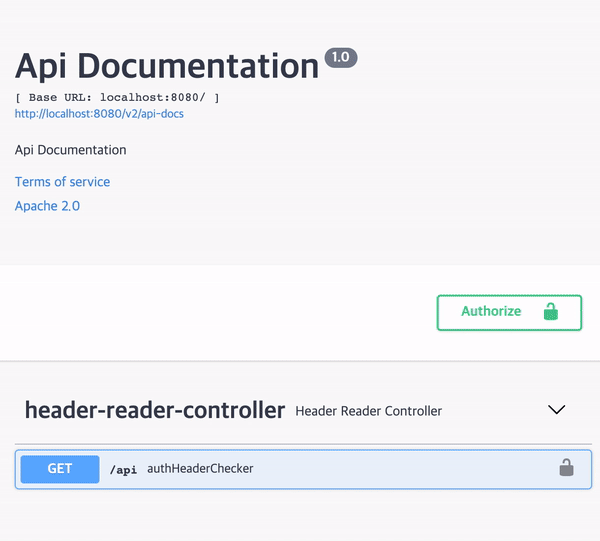 Api Documentation 1.0
[ Base URL: localhost:8080/ ]
http://localhost:8080/v2/api-docs
Api Documentation
Terms of service
Apache 2.0
Authorize
header-reader-controller Header Reader Controller
GET /api authHeaderChecker